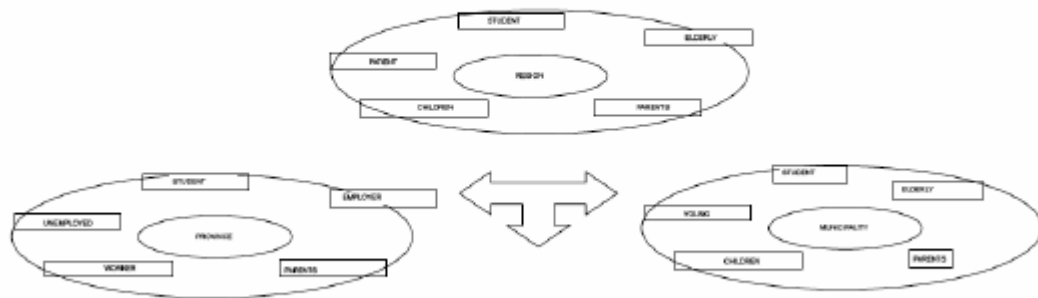 STUDENT
ELDERLY
PATIENT
REGION
CHILDREN
PARENTS
STUDENT
EMPLOYER
UNEMPLOYED
PROVINCE
WORKER
PARENTS
STUDENT
ELDERLY
YOUNG
MUNICIPALITY
CHILDREN
PARENTS